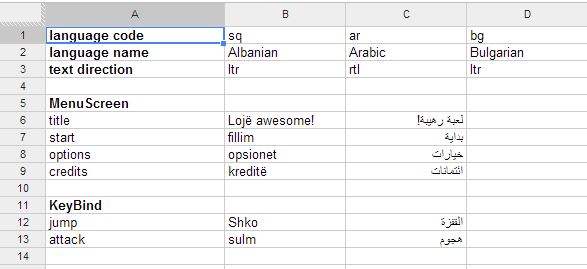 A B C D
1 language code sq ar bg
2 language name Albanian Arabic Bulgarian
3 text direction ltr rtl ltr
4
5 MenuScreen
6 title Lojë awesome! لعبة رهيبة!
7 start fillim بداية
8 options opsionet خيارات
9 credits kreditë ائتمانات
10
11 KeyBind
12 jump Shko القفزة
13 attack sulm هجوم
14